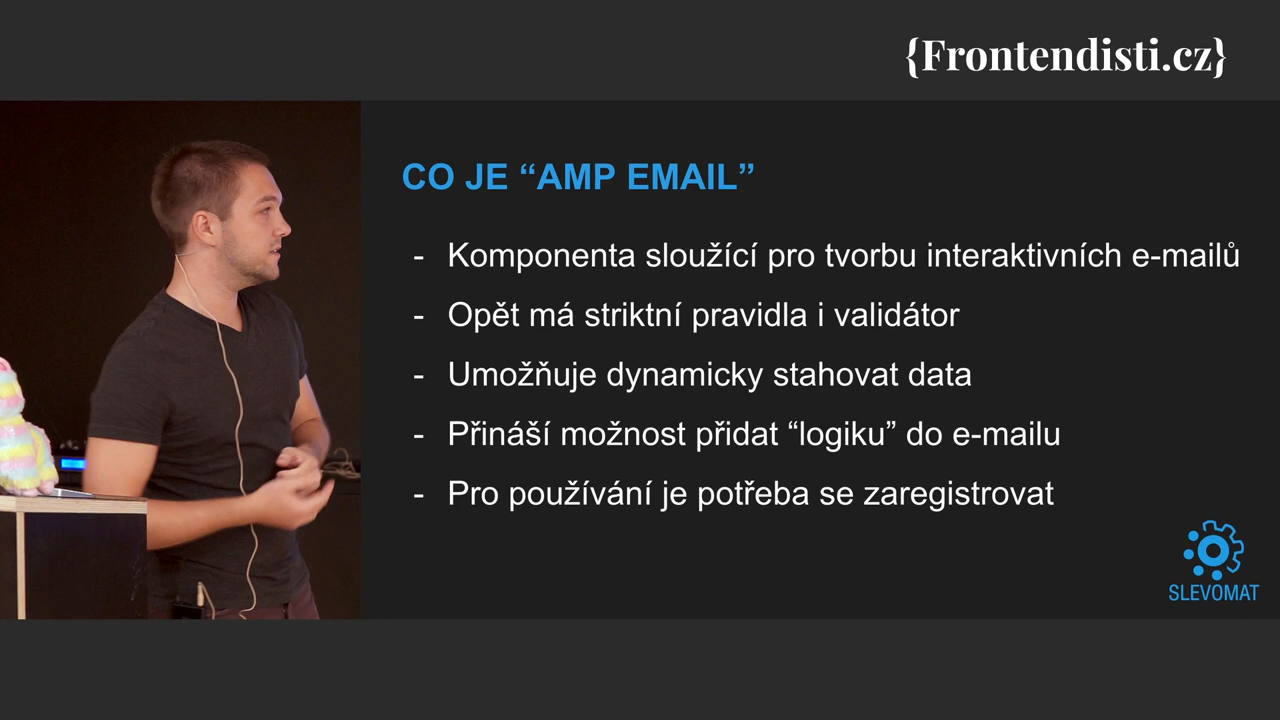 {Frontendisti.cz}
CO JE “AMP EMAIL”
- Komponenta sloužící pro tvorbu interaktivních e-mailů
- Opět má striktní pravidla i validátor
- Umožňuje dynamicky stahovat data
- Přináší možnost přidat “logiku” do e-mailu
- Pro používání je potřeba se zaregistrovat
SLEVOMAT